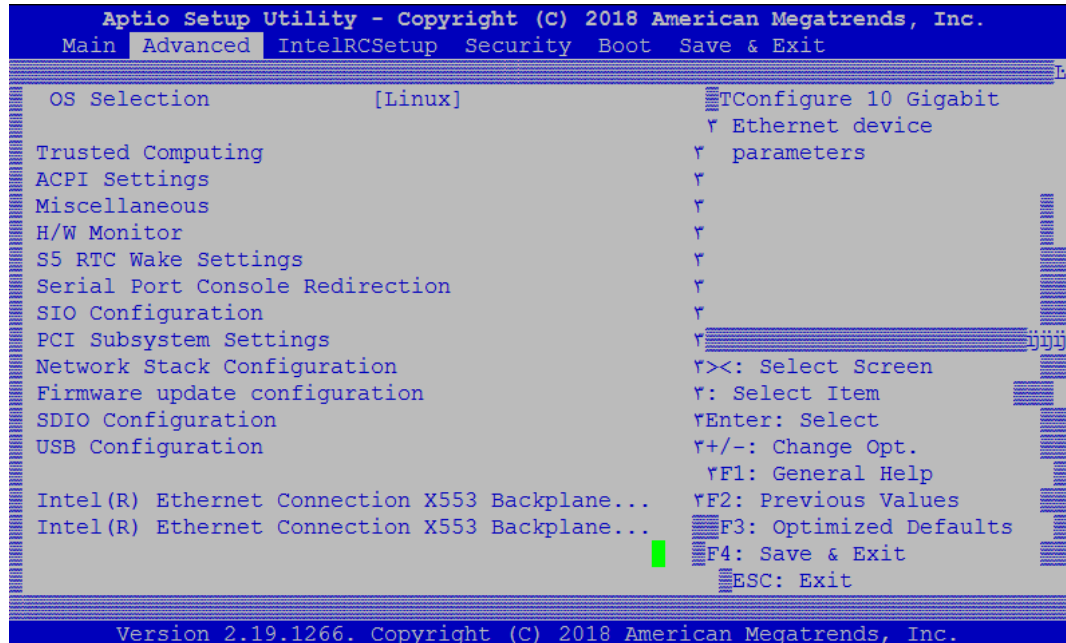 Aptio Setup Utility - Copyright (C) 2018 American Megatrends, Inc.
Main Advanced IntelRCSetup Security Boot Save & Exit
OS Selection [Linux]
Trusted Computing
ACPI Settings
Miscellaneous
H/W Monitor
S5 RTC Wake Settings
Serial Port Console Redirection
SIO Configuration
PCI Subsystem Settings
Network Stack Configuration
Firmware update configuration
SDIO Configuration
USB Configuration
Intel(R) Ethernet Connection X553 Backplane...
Intel(R) Ethernet Connection X553 Backplane...
Configure 10 Gigabit
Ethernet device
parameters
><: Select Screen
: Select Item
Enter: Select
+/-: Change Opt.
F1: General Help
F2: Previous Values
F3: Optimized Defaults
F4: Save & Exit
ESC: Exit
Version 2.19.1266. Copyright (C) 2018 American Megatrends, Inc.